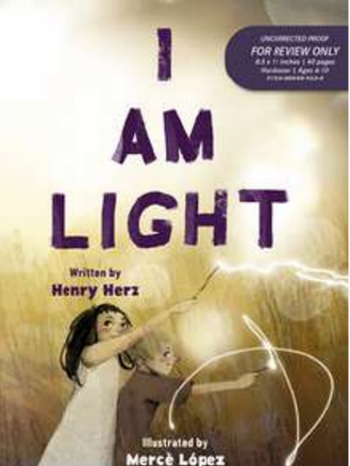 I
AM
LIGHT
UNCORRECTED PROOF
FOR REVIEW ONLY
8.5 x 11 inches | 40 pages
Hardcover | Ages 4-10
Written by
Henry Herz
Illustrated by
Mercè López